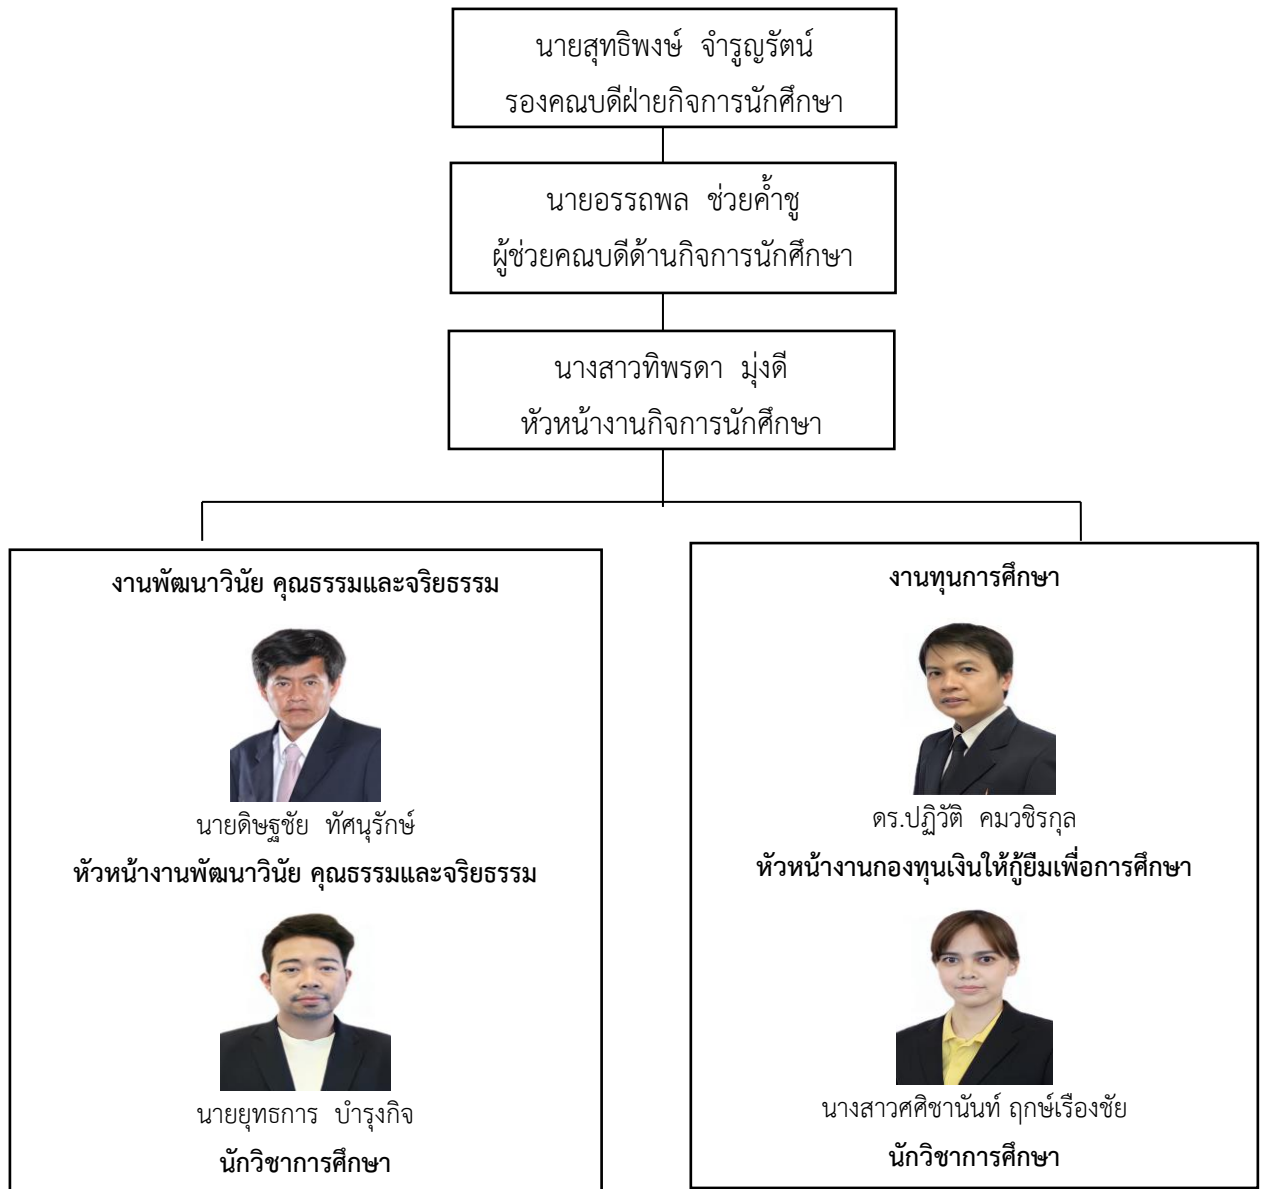 นายสุทธิพงษ์ จำรูญรัตน์
รองคณบดีฝ่ายกิจการนักศึกษา
นายอรรถพล ช่วยค้ำชู
ผู้ช่วยคณบดีด้านกิจการนักศึกษา
นางสาวทิพรดา มุ่งดี
หัวหน้างานกิจการนักศึกษา
งานพัฒนาวินัย คุณธรรมและจริยธรรม
นายดิษฐชัย ทัศนุรักษ์
หัวหน้างานพัฒนาวินัย คุณธรรมและจริยธรรม
นายยุทธการ บำรุงกิจ
นักวิชาการศึกษา
งานทุนการศึกษา
ดร.ปฏิวัติ คมวชิรกุล
หัวหน้างานกองทุนเงินให้กู้ยืมเพื่อการศึกษา
นางสาวศศิชานันท์ ฤกษ์เรืองชัย
นักวิชาการศึกษา